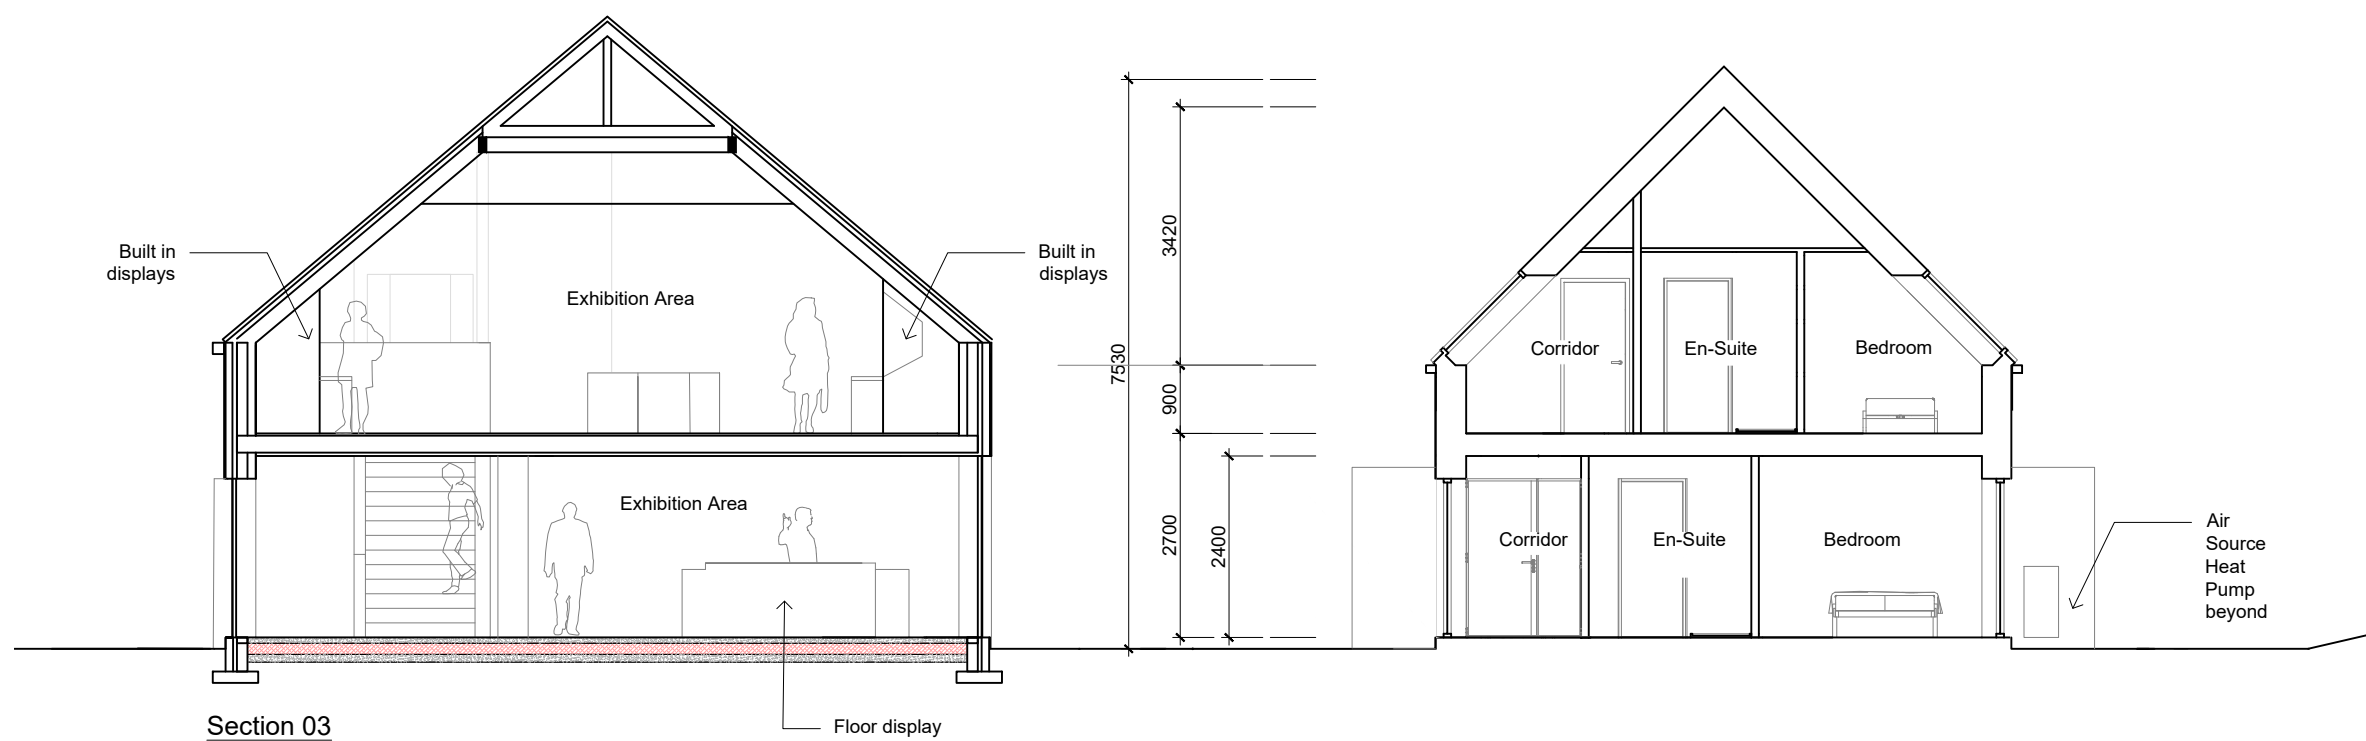 Built in
displays
Exhibition Area
Built in
displays
Exhibition Area
Floor display
Section 03
7530
3420
900
2700
2400
Corridor
En-Suite
Bedroom
Corridor
En-Suite
Bedroom
Air
Source
Heat
Pump
beyond